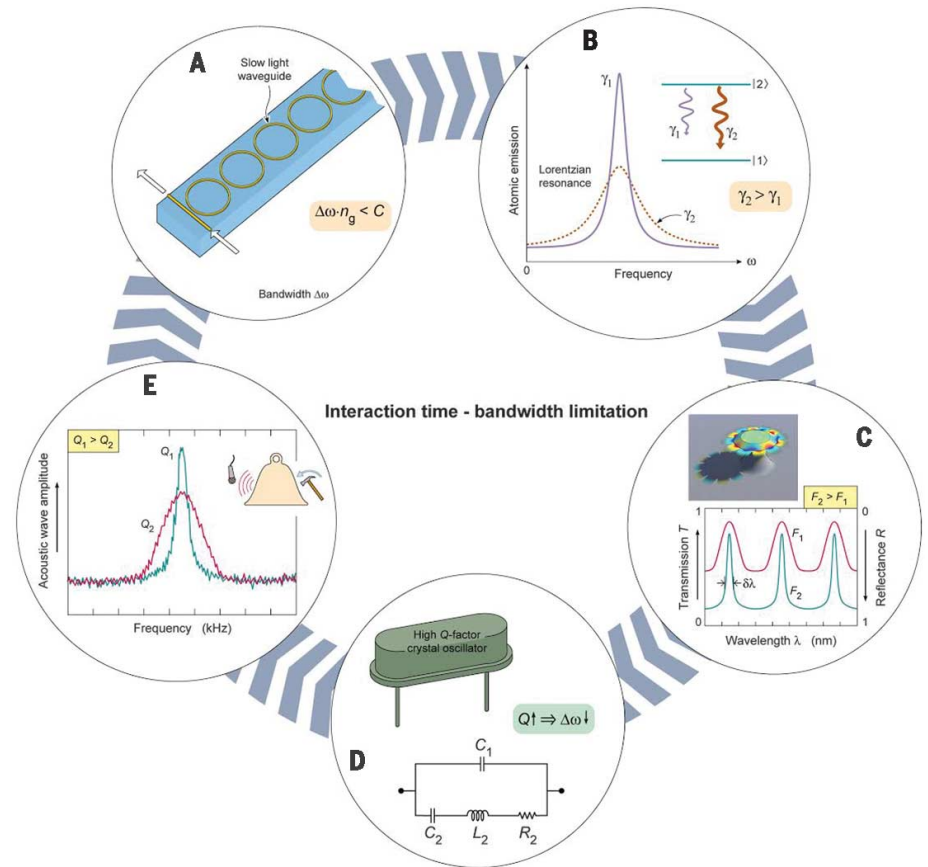 A
Slow light
waveguide
Δω·n_g < C
Bandwidth Δω
B
Atomic emission
γ₁
Lorentzian
resonance
γ₂
0
Frequency
ω
|2⟩
γ₁
γ₂
|1⟩
γ₂ > γ₁
Interaction time - bandwidth limitation
C
F₂ > F₁
1
0
Transmission T
F₁
δλ
F₂
Reflectance R
0
1
Wavelength λ (nm)
D
High Q-factor
crystal oscillator
Q↑ ⇒ Δω↓
C₁
C₂
L₂
R₂
E
Q₁ > Q₂
Q₁
Q₂
Acoustic wave amplitude
Frequency (kHz)